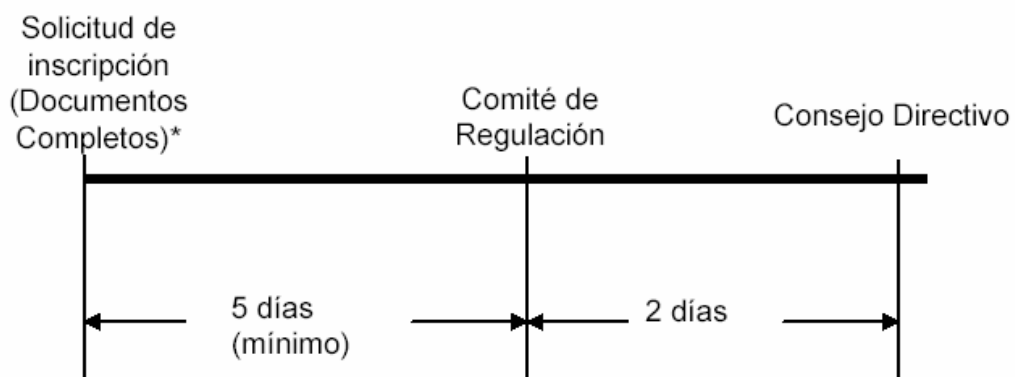 Solicitud de
inscripción
(Documentos
Completos)*
Comité de
Regulación
Consejo Directivo
5 días
(mínimo)
2 días